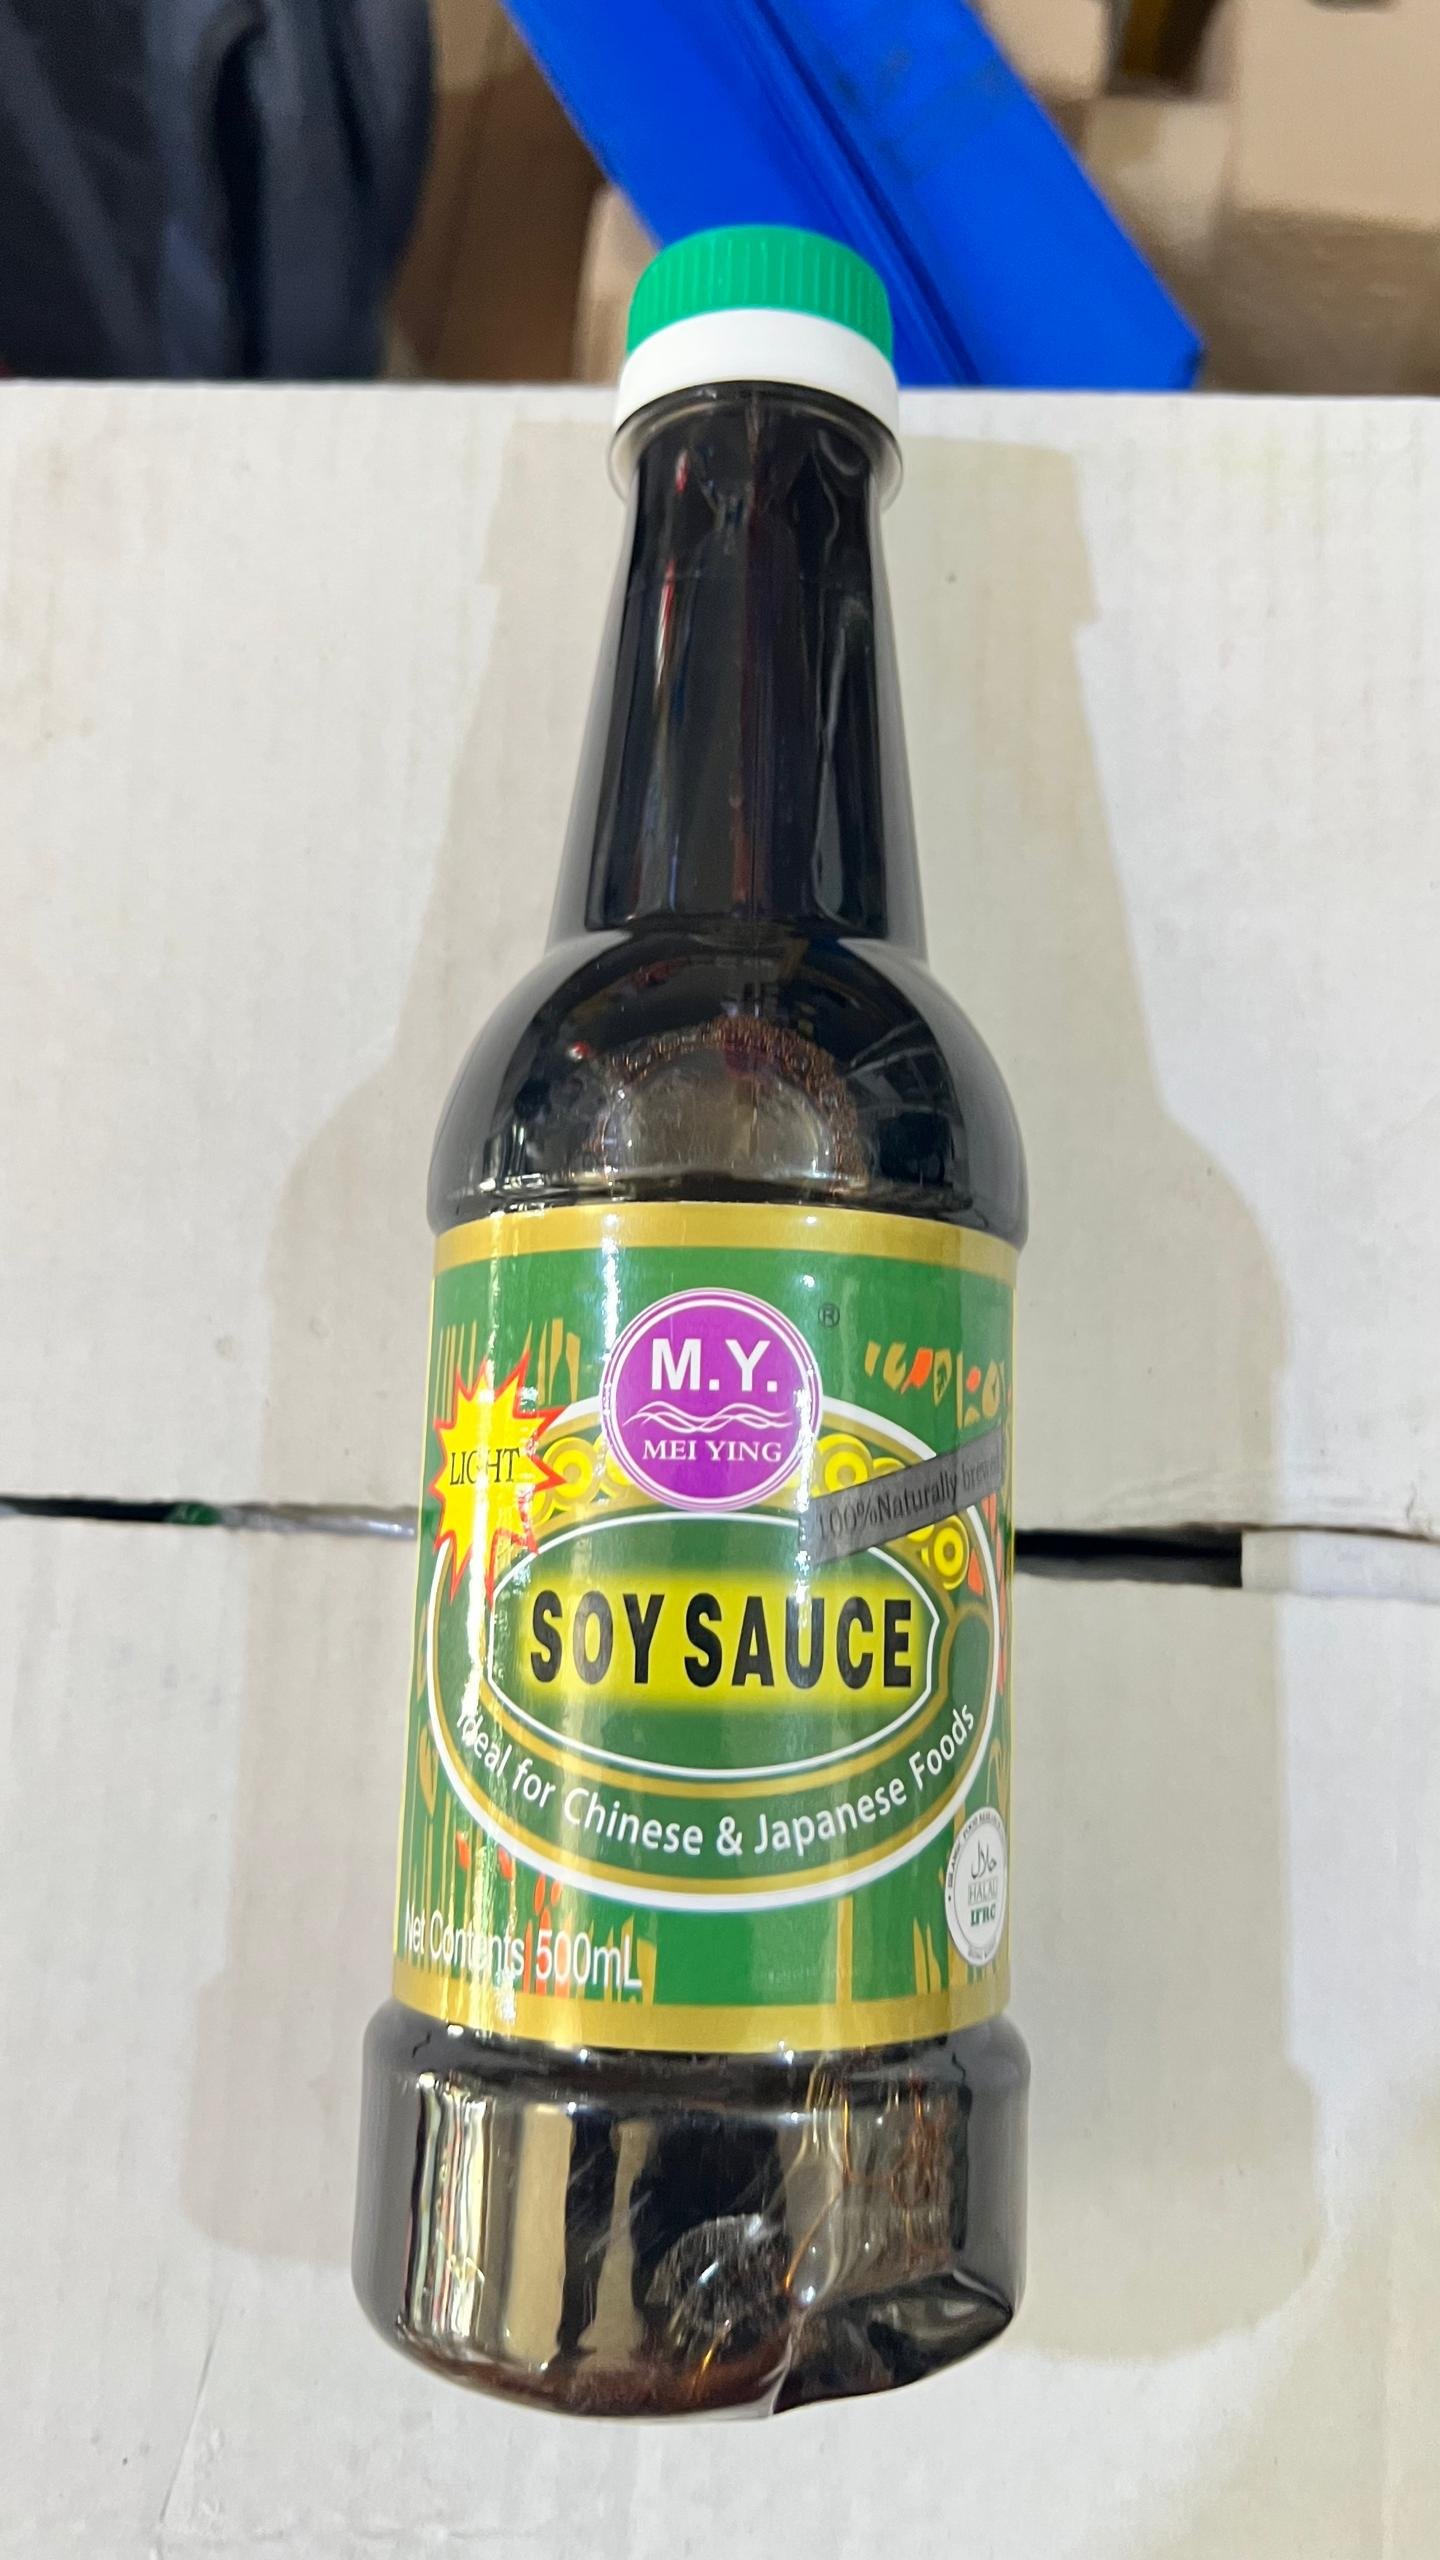 M.Y.
®
MEI YING
LIGHT
100%Naturally brewed
SOY SAUCE
Ideal for Chinese & Japanese Foods
حلال
HALAL
IFRC
Net Contents 500mL